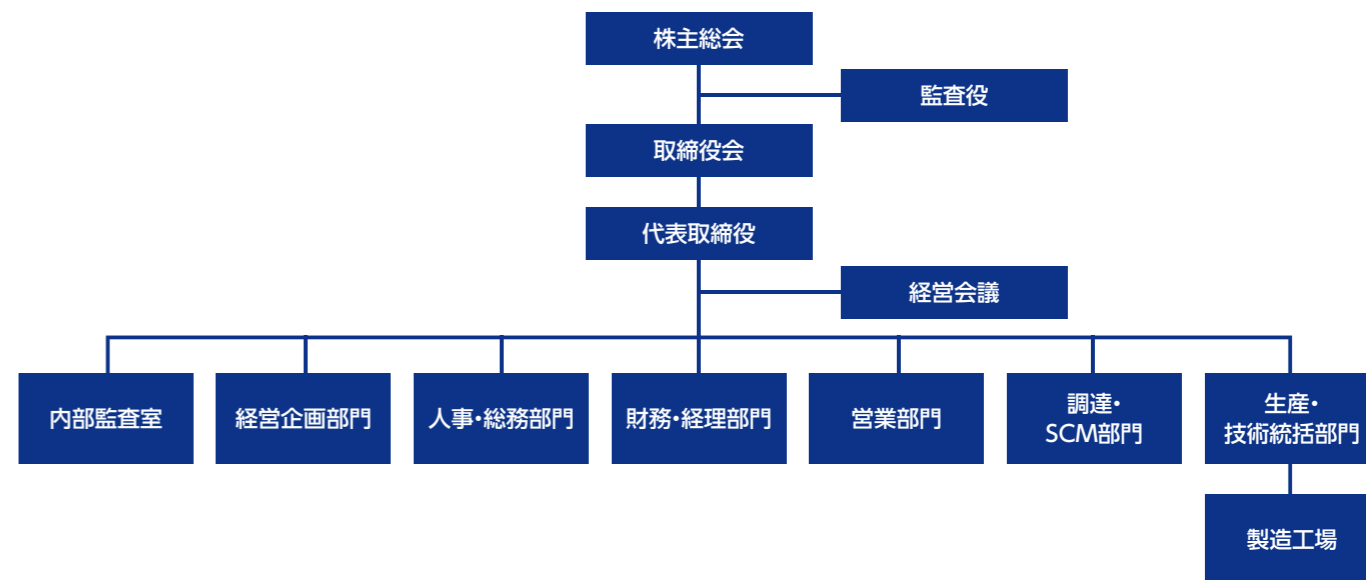 株主総会
監査役
取締役会
代表取締役
経営会議
内部監査室
経営企画部門
人事・総務部門
財務・経理部門
営業部門
調達・
SCM部門
生産・
技術統括部門
製造工場